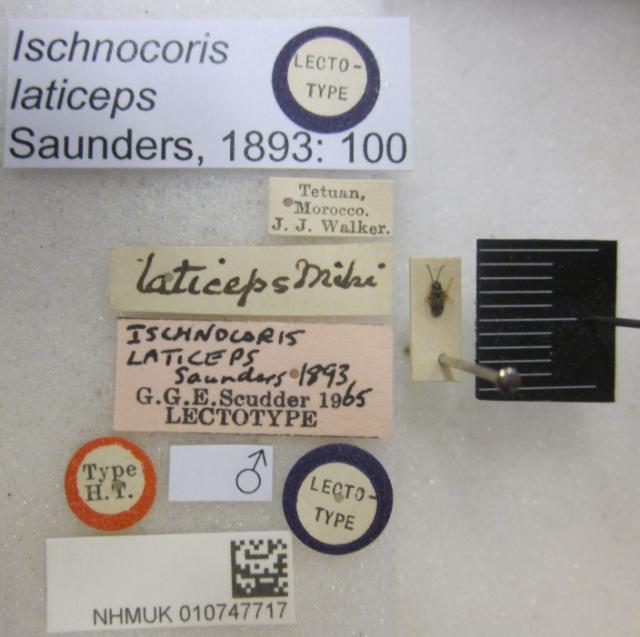 Ischnocoris
laticeps
Saunders, 1893: 100
LECTO-
TYPE
Tetuan,
Morocco.
J. J. Walker.
laticeps Mihi
ISCHNOCORIS
LATICEPS
Saunders 1893
G.G.E. Scudder 1965
LECTOTYPE
Type
H.T.
♂
LECTO-
TYPE
NHMUK 010747717